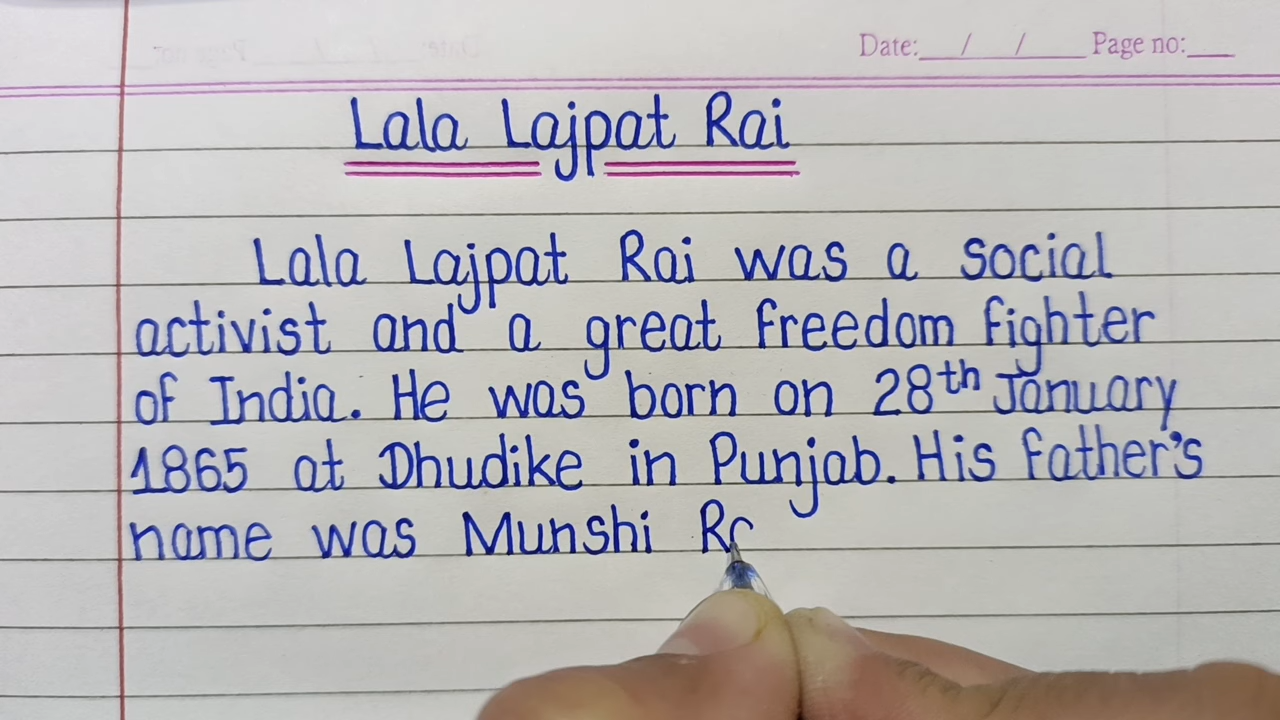 Date: / / Page no:
Lala Lajpat Rai
Lala Lajpat Rai was a social
activist and a great freedom fighter
of India. He was born on 28th January
1865 at Dhudike in Punjab. His father's
name was Munshi